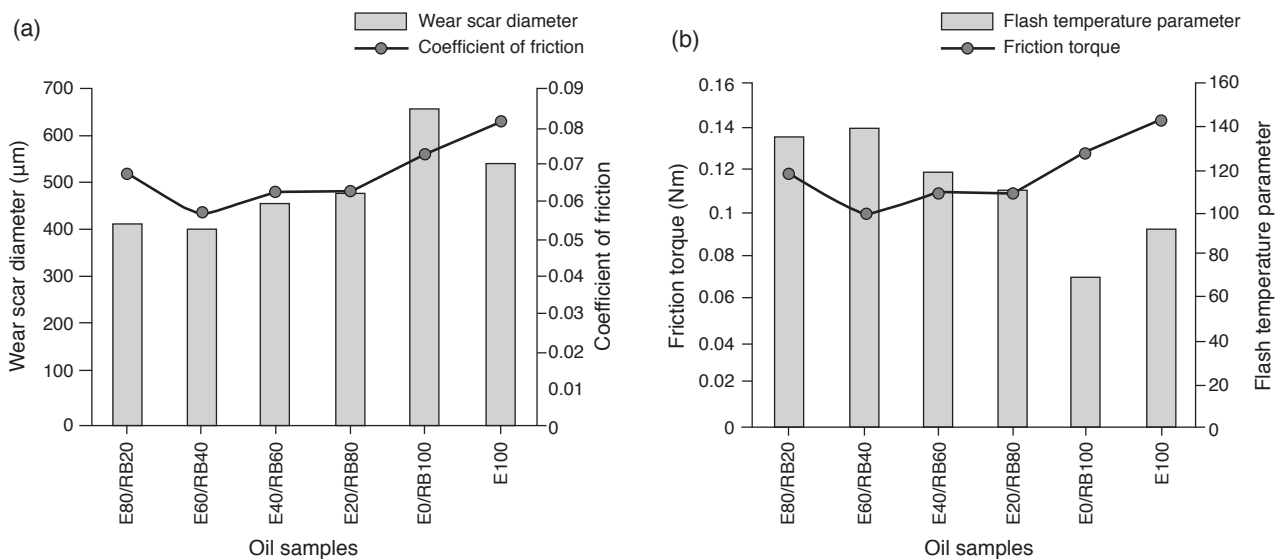 (a)
Wear scar diameter
Coefficient of friction
700
600
500
400
300
200
100
0
Wear scar diameter (µm)
0.09
0.08
0.07
0.06
0.05
0.04
0.03
0.02
0.01
0
Coefficient of friction
E80/RB20
E60/RB40
E40/RB60
E20/RB80
E0/RB100
E100
Oil samples
(b)
Flash temperature parameter
Friction torque
0.16
0.14
0.12
0.1
0.08
0.06
0.04
0.02
0
Friction torque (Nm)
160
140
120
100
80
60
40
20
0
Flash temperature parameter
E80/RB20
E60/RB40
E40/RB60
E20/RB80
E0/RB100
E100
Oil samples